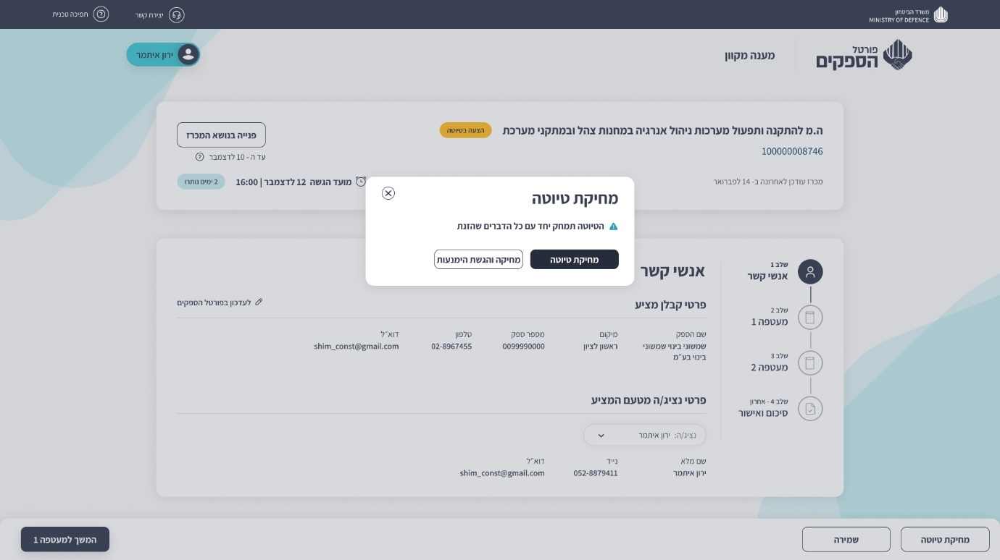 משרד הביטחון
MINISTRY OF DEFENCE
יצירת קשר
תמיכה טכנית
פורטל
הספקים
מענה מקוון
ירון איתמר
ה.מ להתקנה ותפעול מערכות ניהול אנרגיה במחנות צהל ובמתקני מערכת
הצעה בטיוטה
פנייה בנושא המכרז
100000008746
עד ה - 10 לדצמבר
מכרז עודכן לאחרונה ב- 14 לפברואר
מועד הגשה 12 לדצמבר | 16:00
2 ימים נותרו
מחיקת טיוטה
הטיוטה תמחק יחד עם כל הדברים שהזנת
מחיקת טיוטה
מחיקה והגשת הימנעות
שלב 1
אנשי קשר
שלב 2
מעטפה 1
שלב 3
מעטפה 2
שלב 4 - אחרון
סיכום ואישור
אנשי קשר
פרטי קבלן מציע
לעדכון בפורטל הספקים
שם הספק
שמשוני בינוי שמשוני
בינוי בע״מ
מיקום
ראשון לציון
מספר ספק
0099990000
טלפון
02-8967455
דוא״ל
shim_const@gmail.com
פרטי נציג/ה מטעם המציע
נציג/ה: ירון איתמר
שם מלא
ירון איתמר
נייד
052-8879411
דוא״ל
shim_const@gmail.com
מחיקת טיוטה
שמירה
המשך למעטפה 1